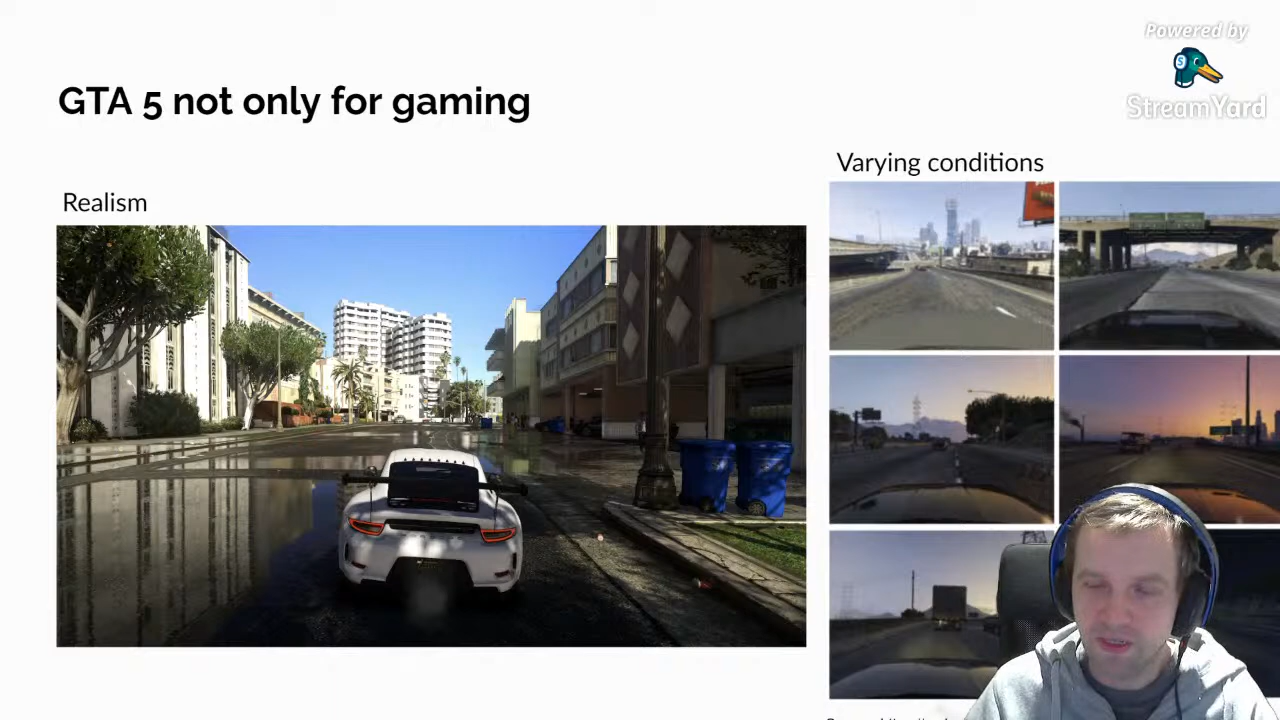 Powered by
StreamYard
GTA 5 not only for gaming
Varying conditions
Realism